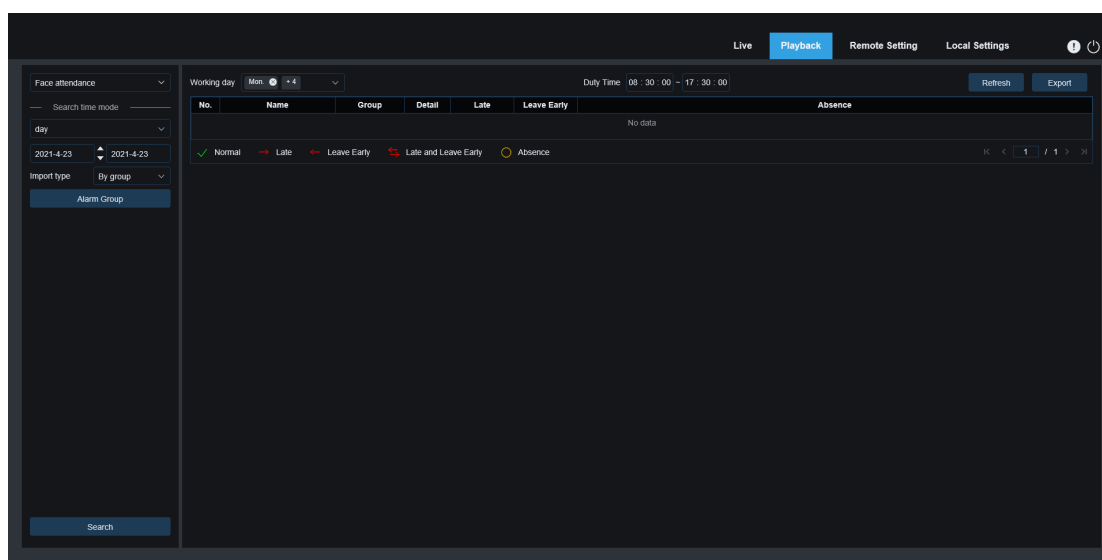 Live Playback Remote Setting Local Settings
Face attendance
Search time mode
day
2021-4-23 2021-4-23
Import type By group
Alarm Group
Search
Working day Mon. +4 Duty Time 08 : 30 : 00 ~ 17 : 30 : 00 Refresh Export
No. Name Group Detail Late Leave Early Absence
No data
Normal Late Leave Early Late and Leave Early Absence 1 / 1